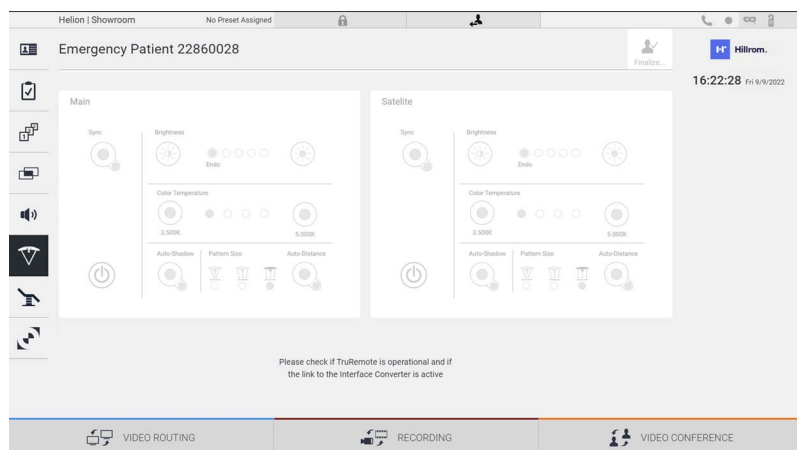 Helion | Showroom No Preset Assigned
Emergency Patient 22860028
Finalize...
H Hillrom.
16:22:28 Fri 9/9/2022
Main
Satelite
Sync Brightness
Endo
Color Temperature
3.500K 5.000K
Auto-Shadow Pattern Size Auto-Distance
Sync Brightness
Endo
Color Temperature
3.500K 5.000K
Auto-Shadow Pattern Size Auto-Distance
Please check if TruRemote is operational and if
the link to the Interface Converter is active
VIDEO ROUTING
RECORDING
VIDEO CONFERENCE